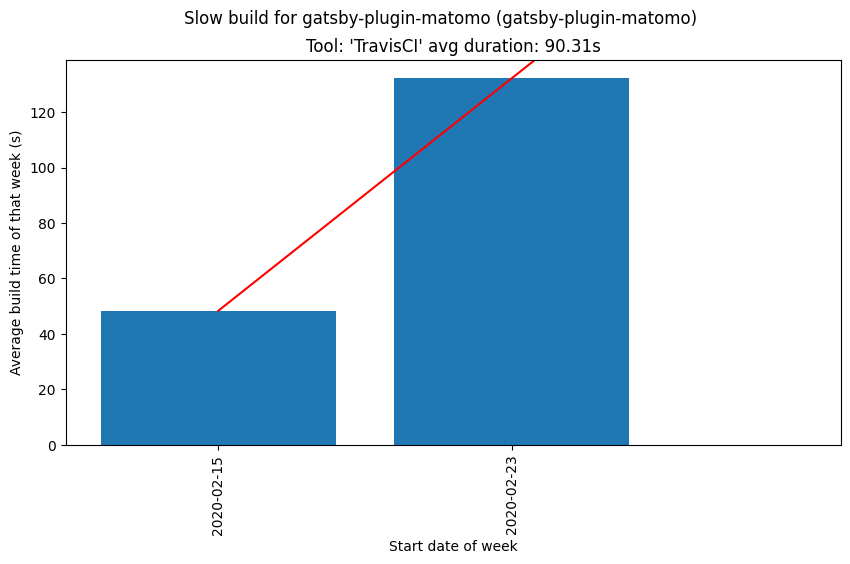 Slow build for gatsby-plugin-matomo (gatsby-plugin-matomo)
Tool: 'TravisCI' avg duration: 90.31s
Average build time of that week (s)
120
100
80
60
40
20
0
2020-02-15
2020-02-23
Start date of week